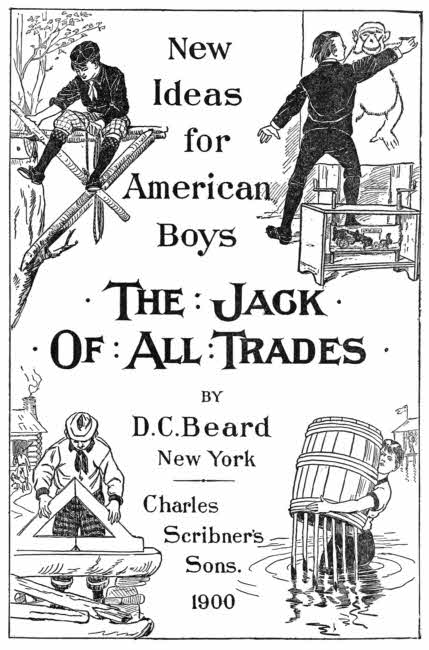 New
Ideas
for
American
Boys
· THE : JACK ·
· OF : ALL : TRADES ·
BY
D.C. Beard
New York
Charles
Scribner's
Sons.
1900